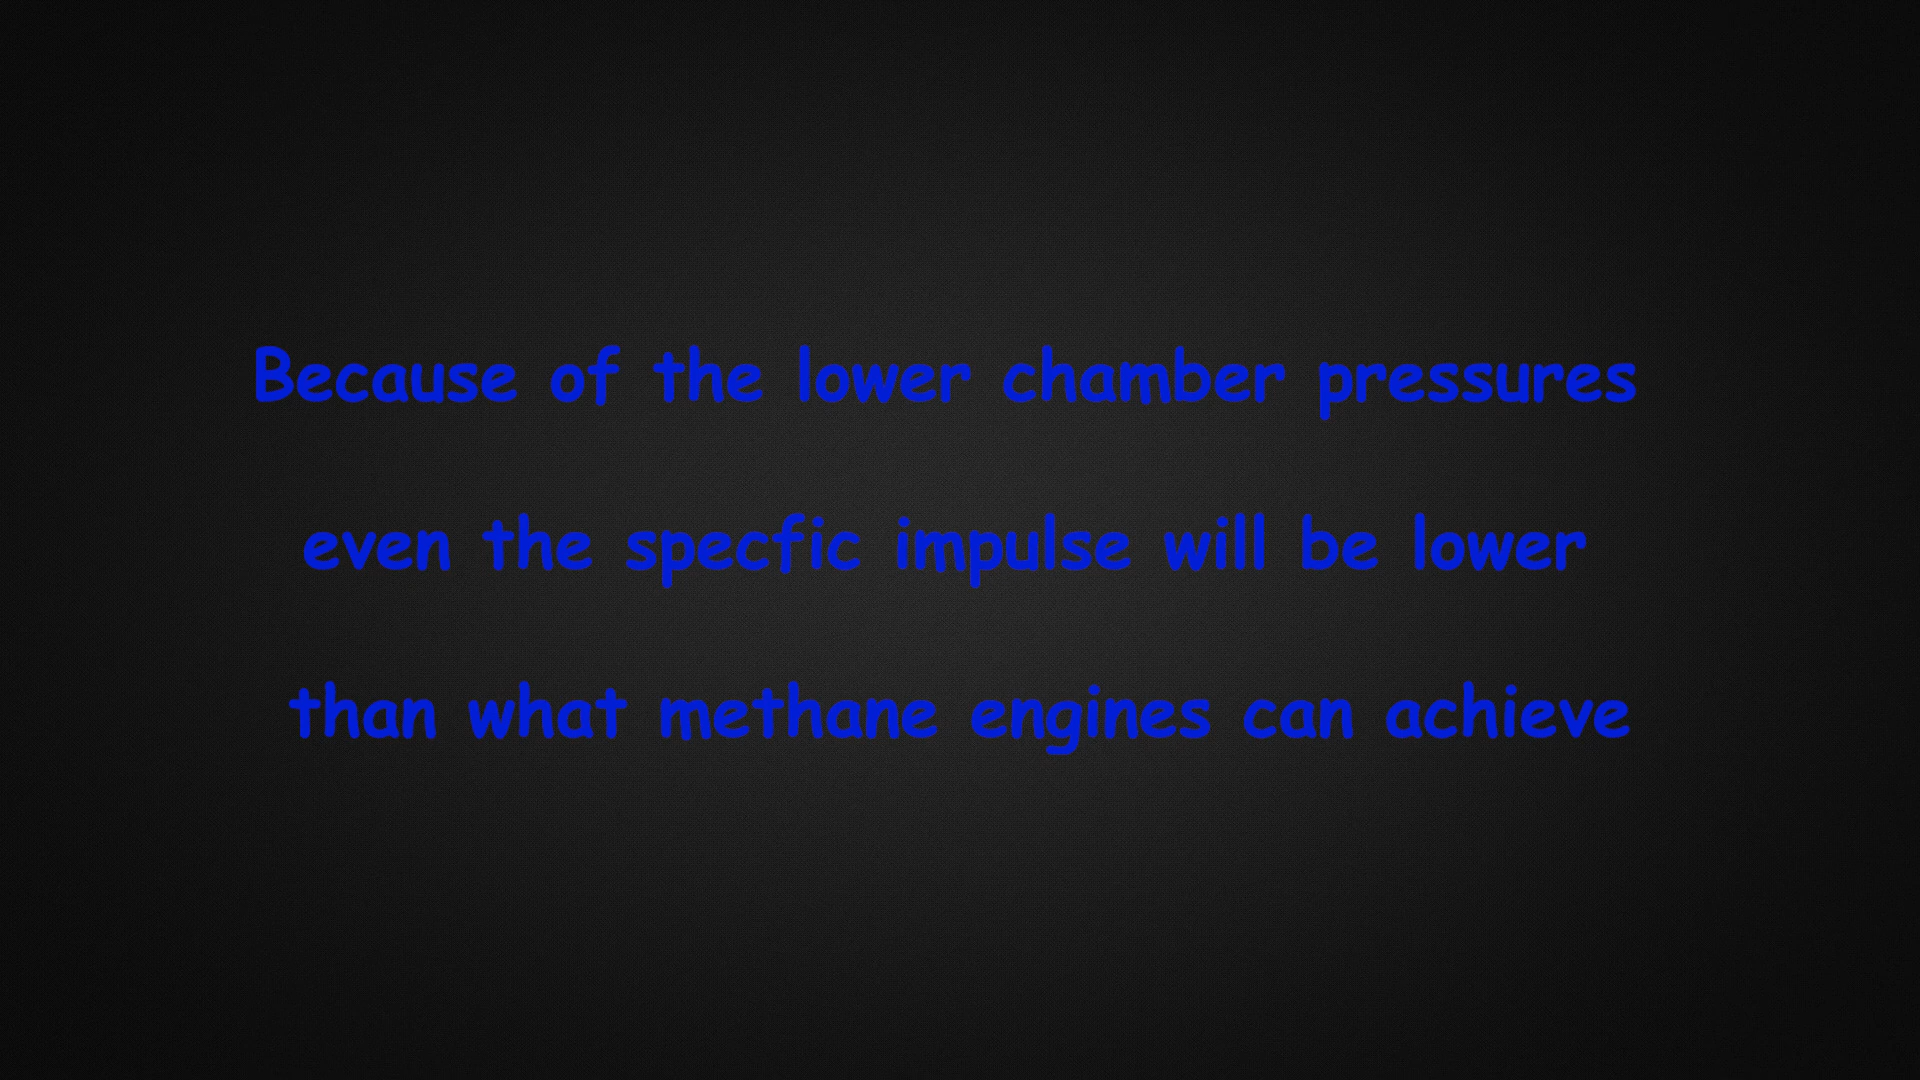 Because of the lower chamber pressures
even the specfic impulse will be lower
than what methane engines can achieve